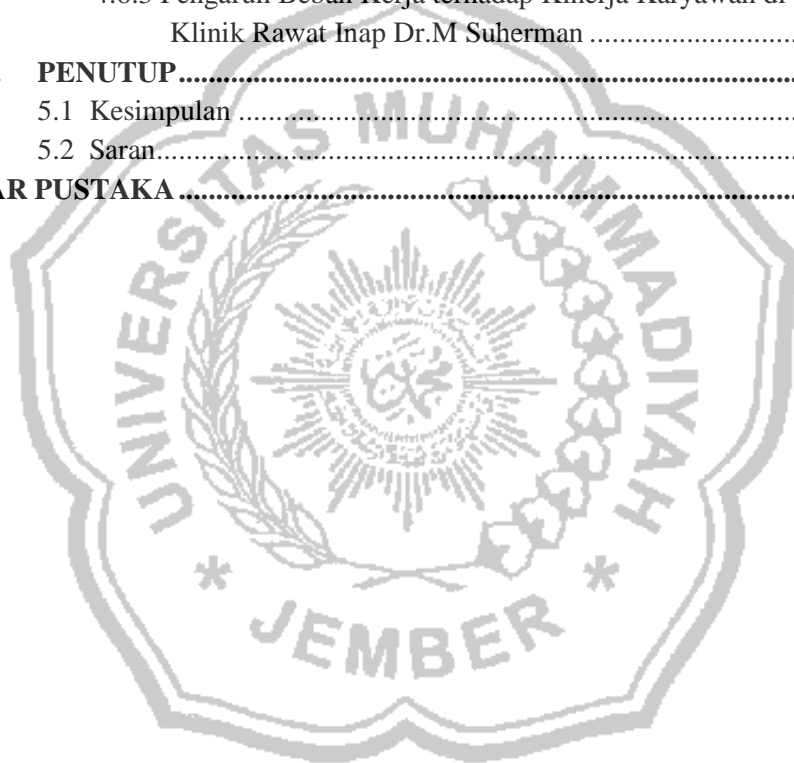 4.6.3 Pengaruh Beban Kerja terhadap Kinerja Karyawan di
Klinik Rawat Inap Dr.M Suherman ............................
PENUTUP................................................................................
5.1 Kesimpulan .........................................................................
5.2 Saran....................................................................................
AR PUSTAKA ................................................................................
UNIVERSITAS MUHAMMADIYAH
* JEMBER *